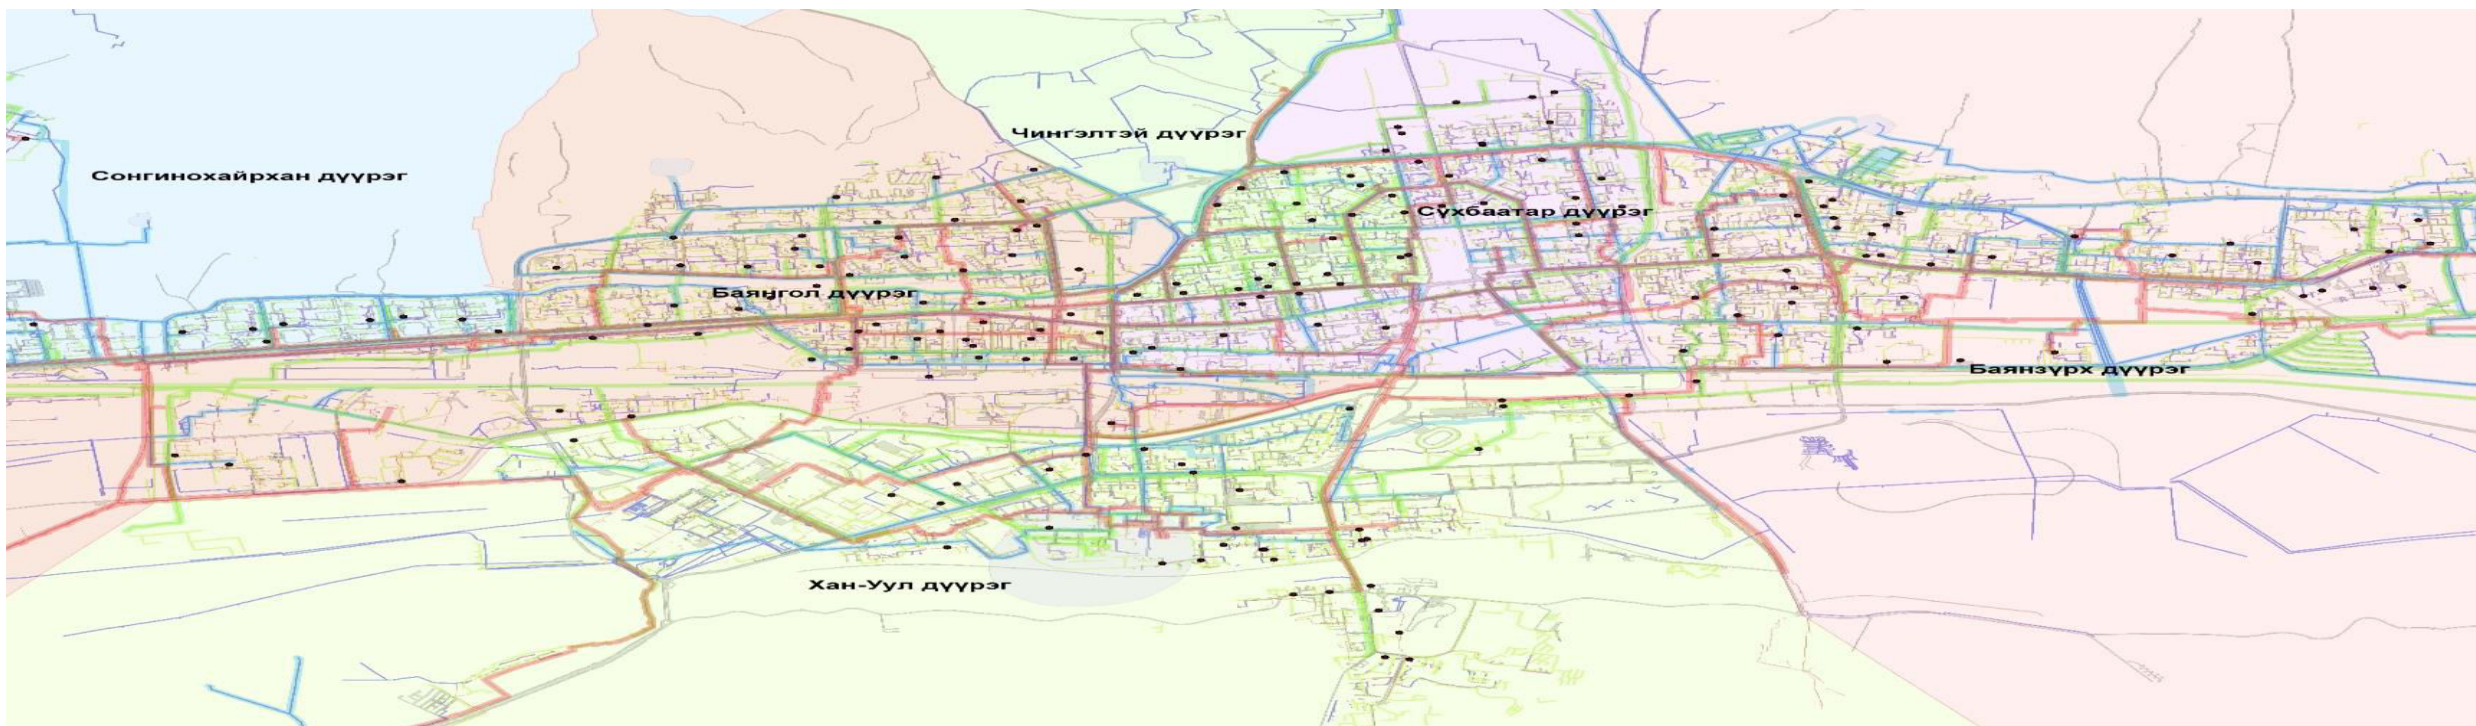 Чингэлтэй дүүрэг
Сонгинохайрхан дүүрэг
Сүхбаатар дүүрэг
Баянгол дүүрэг
Баянзүрх дүүрэг
Хан-Уул дүүрэг